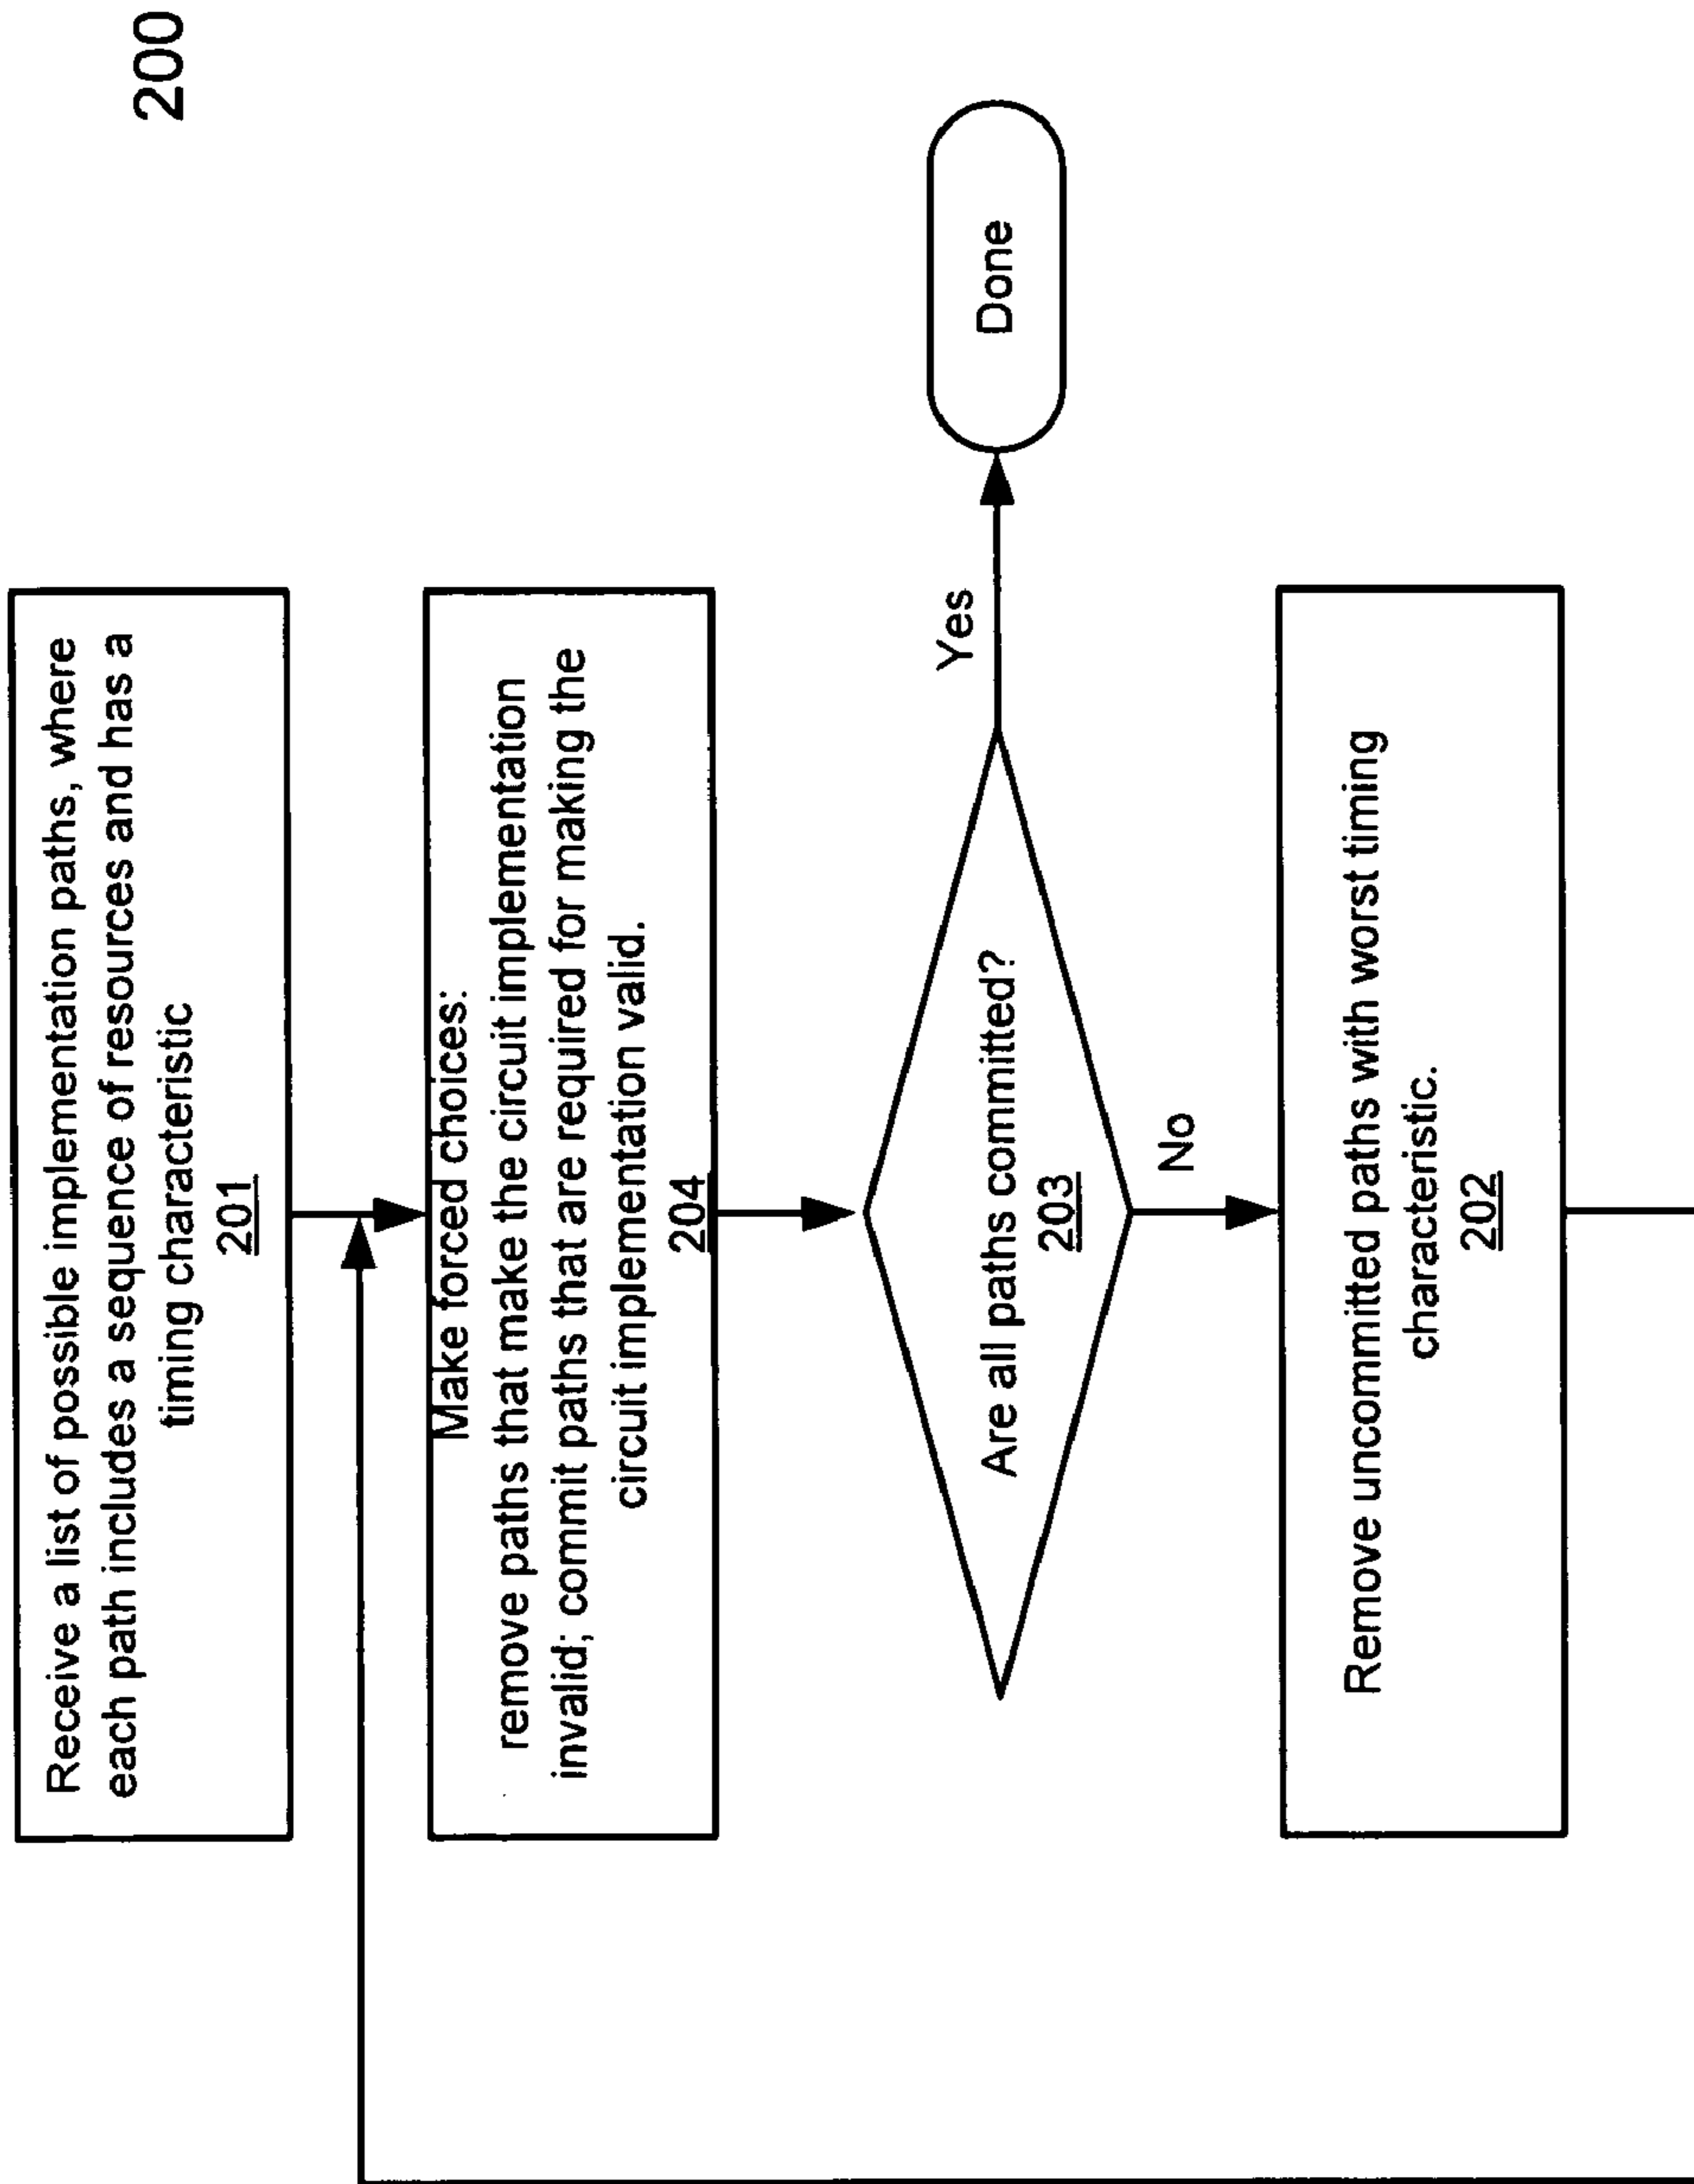 200
Receive a list of possible implementation paths, where
each path includes a sequence of resources and has a
timing characteristic
201
Make forced choices:
remove paths that make the circuit implementation
invalid; commit paths that are required for making the
circuit implementation valid.
204
Are all paths committed?
203
Yes
Done
No
Remove uncommitted paths with worst timing
characteristic.
202